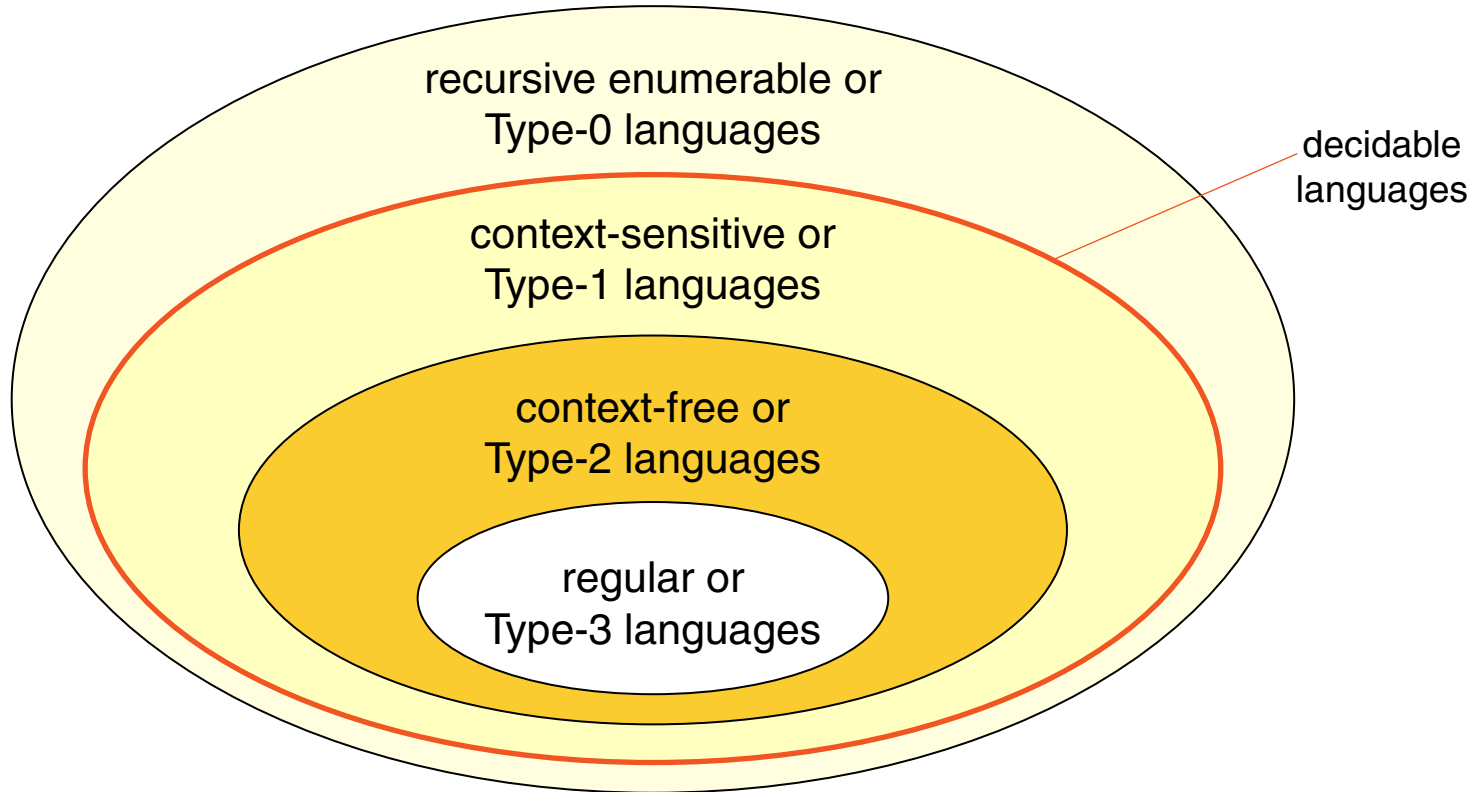 recursive enumerable or
Type-0 languages
decidable
languages
context-sensitive or
Type-1 languages
context-free or
Type-2 languages
regular or
Type-3 languages